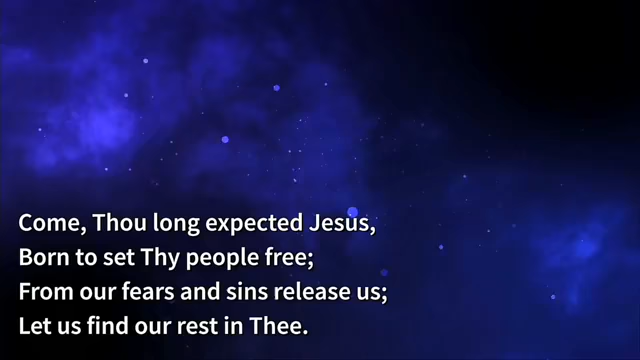 Come, Thou long expected Jesus,
Born to set Thy people free;
From our fears and sins release us;
Let us find our rest in Thee.